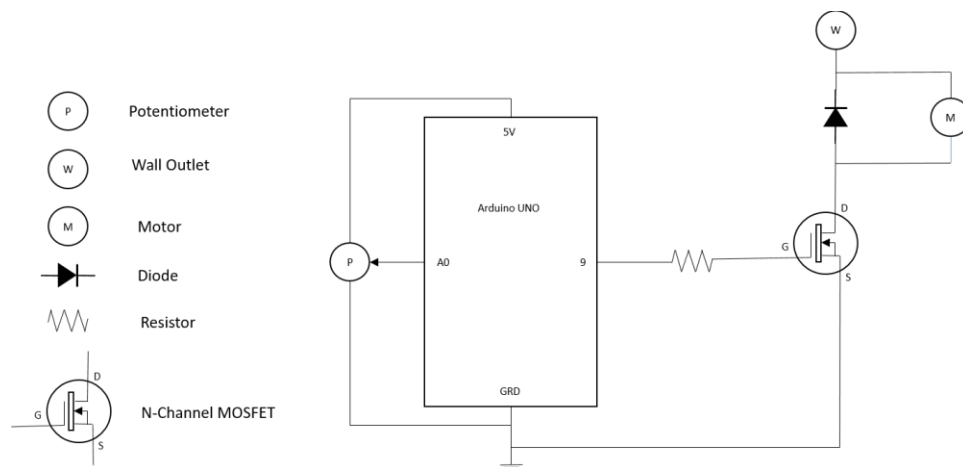 P Potentiometer
W Wall Outlet
M Motor
Diode
Resistor
D
G N-Channel MOSFET
S
W
5V
M
Arduino UNO
D
P A0 9 G
S
GRD